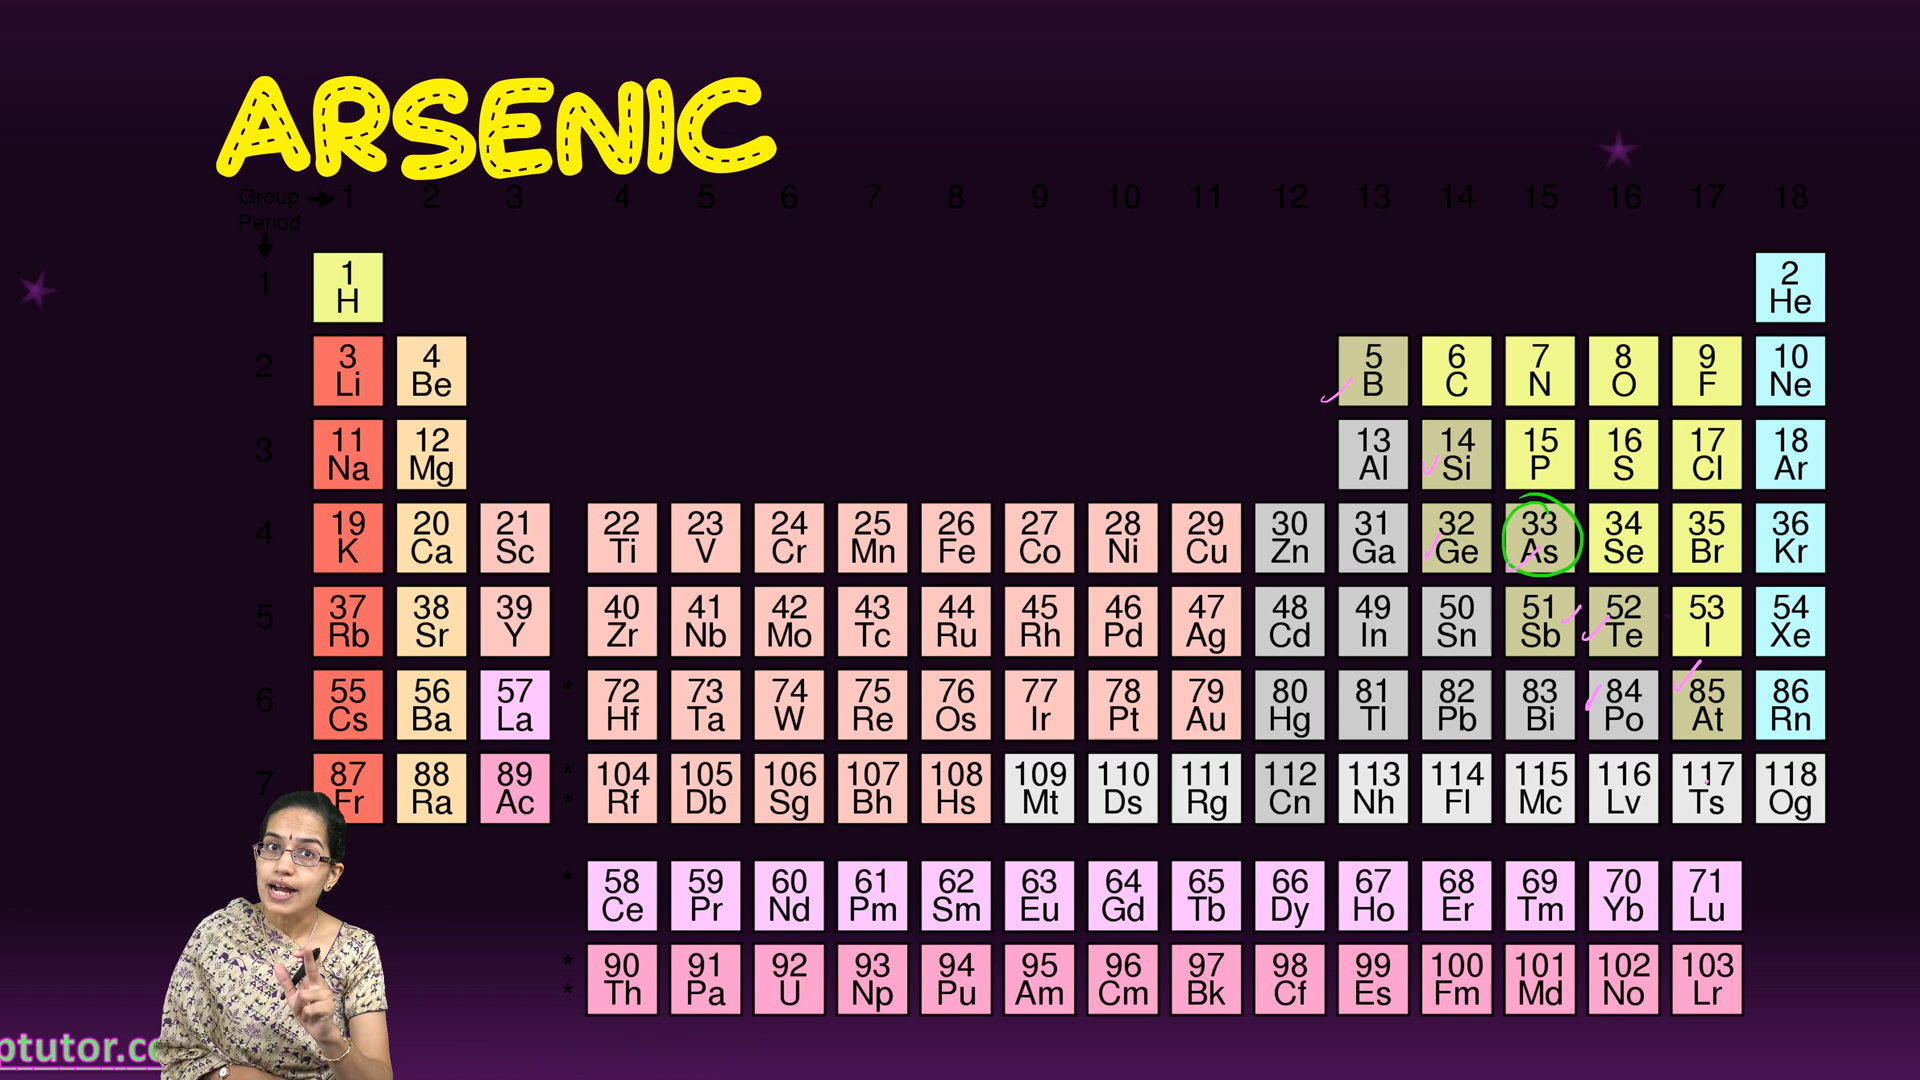 ARSENIC
Group → 1 2 3 4 5 6 7 8 9 10 11 12 13 14 15 16 17 18
Period
↓
1 1 H 2 He
2 3 Li 4 Be 5 B 6 C 7 N 8 O 9 F 10 Ne
3 11 Na 12 Mg 13 Al 14 Si 15 P 16 S 17 Cl 18 Ar
4 19 K 20 Ca 21 Sc 22 Ti 23 V 24 Cr 25 Mn 26 Fe 27 Co 28 Ni 29 Cu 30 Zn 31 Ga 32 Ge 33 As 34 Se 35 Br 36 Kr
5 37 Rb 38 Sr 39 Y 40 Zr 41 Nb 42 Mo 43 Tc 44 Ru 45 Rh 46 Pd 47 Ag 48 Cd 49 In 50 Sn 51 Sb 52 Te 53 I 54 Xe
6 55 Cs 56 Ba 57 La * 72 Hf 73 Ta 74 W 75 Re 76 Os 77 Ir 78 Pt 79 Au 80 Hg 81 Tl 82 Pb 83 Bi 84 Po 85 At 86 Rn
7 87 Fr 88 Ra 89 Ac * * 104 Rf 105 Db 106 Sg 107 Bh 108 Hs 109 Mt 110 Ds 111 Rg 112 Cn 113 Nh 114 Fl 115 Mc 116 Lv 117 Ts 118 Og
* 58 Ce 59 Pr 60 Nd 61 Pm 62 Sm 63 Eu 64 Gd 65 Tb 66 Dy 67 Ho 68 Er 69 Tm 70 Yb 71 Lu
* * 90 Th 91 Pa 92 U 93 Np 94 Pu 95 Am 96 Cm 97 Bk 98 Cf 99 Es 100 Fm 101 Md 102 No 103 Lr